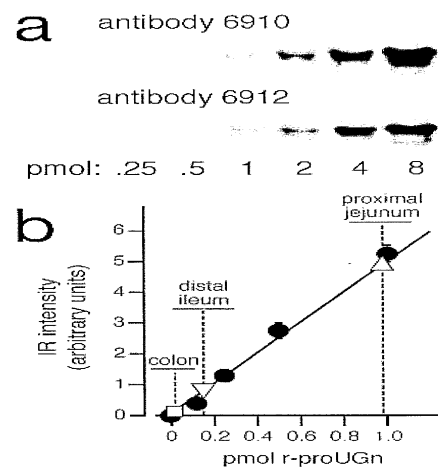 a
antibody 6910
antibody 6912
pmol: .25 .5 1 2 4 8
b
proximal
jejunum
distal
ileum
colon
IR intensity
(arbitrary units)
6
5
4
3
2
1
0
0 0.2 0.4 0.6 0.8 1.0
pmol r-proUGn